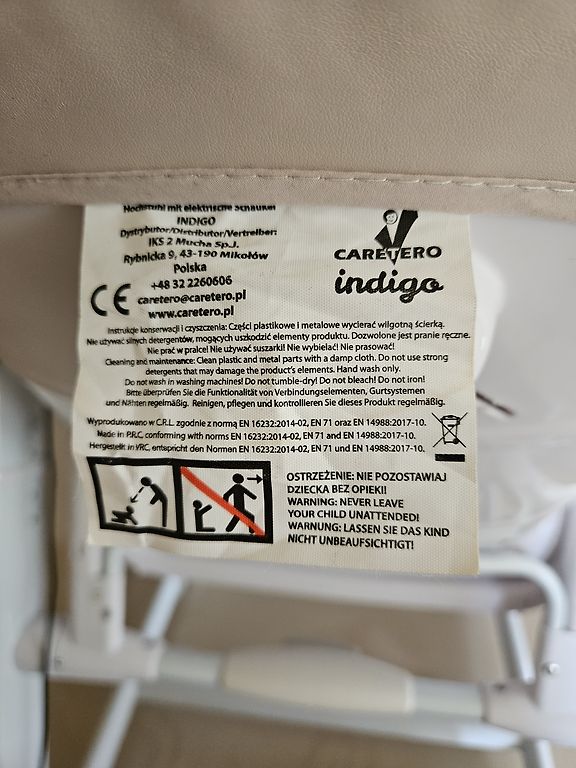 Hochstuhl mit elektrische Schaukel
INDIGO
Dystrybutor/Distributor/Vertreiber:
IKS 2 Mucha Sp.J.
Rybnicka 9, 43-190 Mikołów
Polska
+48 32 2260606
caretero@caretero.pl
www.caretero.pl
CE
CARETERO
indigo
Instrukcje konserwacji i czyszczenia: Części plastikowe i metalowe wycierać wilgotną ścierką.
Nie używać silnych detergentów, mogących uszkodzić elementy produktu. Dozwolone jest pranie ręczne.
Nie prać w pralce! Nie używać suszarki! Nie wybielać! Nie prasować!
Cleaning and maintenance: Clean plastic and metal parts with a damp cloth. Do not use strong
detergents that may damage the product's elements. Hand wash only.
Do not wash in washing machines! Do not tumble-dry! Do not bleach! Do not iron!
Bitte überprüfen Sie die Funktionalität von Verbindungselementen, Gurtsystemen
und Nähten regelmäßig. Reinigen, pflegen und kontrollieren Sie dieses Produkt regelmäßig.
Wyprodukowano w C.R.L. zgodnie z normą EN 16232:2014-02, EN 71 oraz EN 14988:2017-10.
Made in P.R.C, conforming with norms EN 16232:2014-02, EN 71 and EN 14988:2017-10.
Hergestellt in VRC, entspricht den Normen EN 16232:2014-02, EN 71 und EN 14988:2017-10.
OSTRZEŻENIE: NIE POZOSTAWIAJ
DZIECKA BEZ OPIEKI!
WARNING: NEVER LEAVE
YOUR CHILD UNATTENDED!
WARNUNG: LASSEN SIE DAS KIND
NICHT UNBEAUFSICHTIGT!